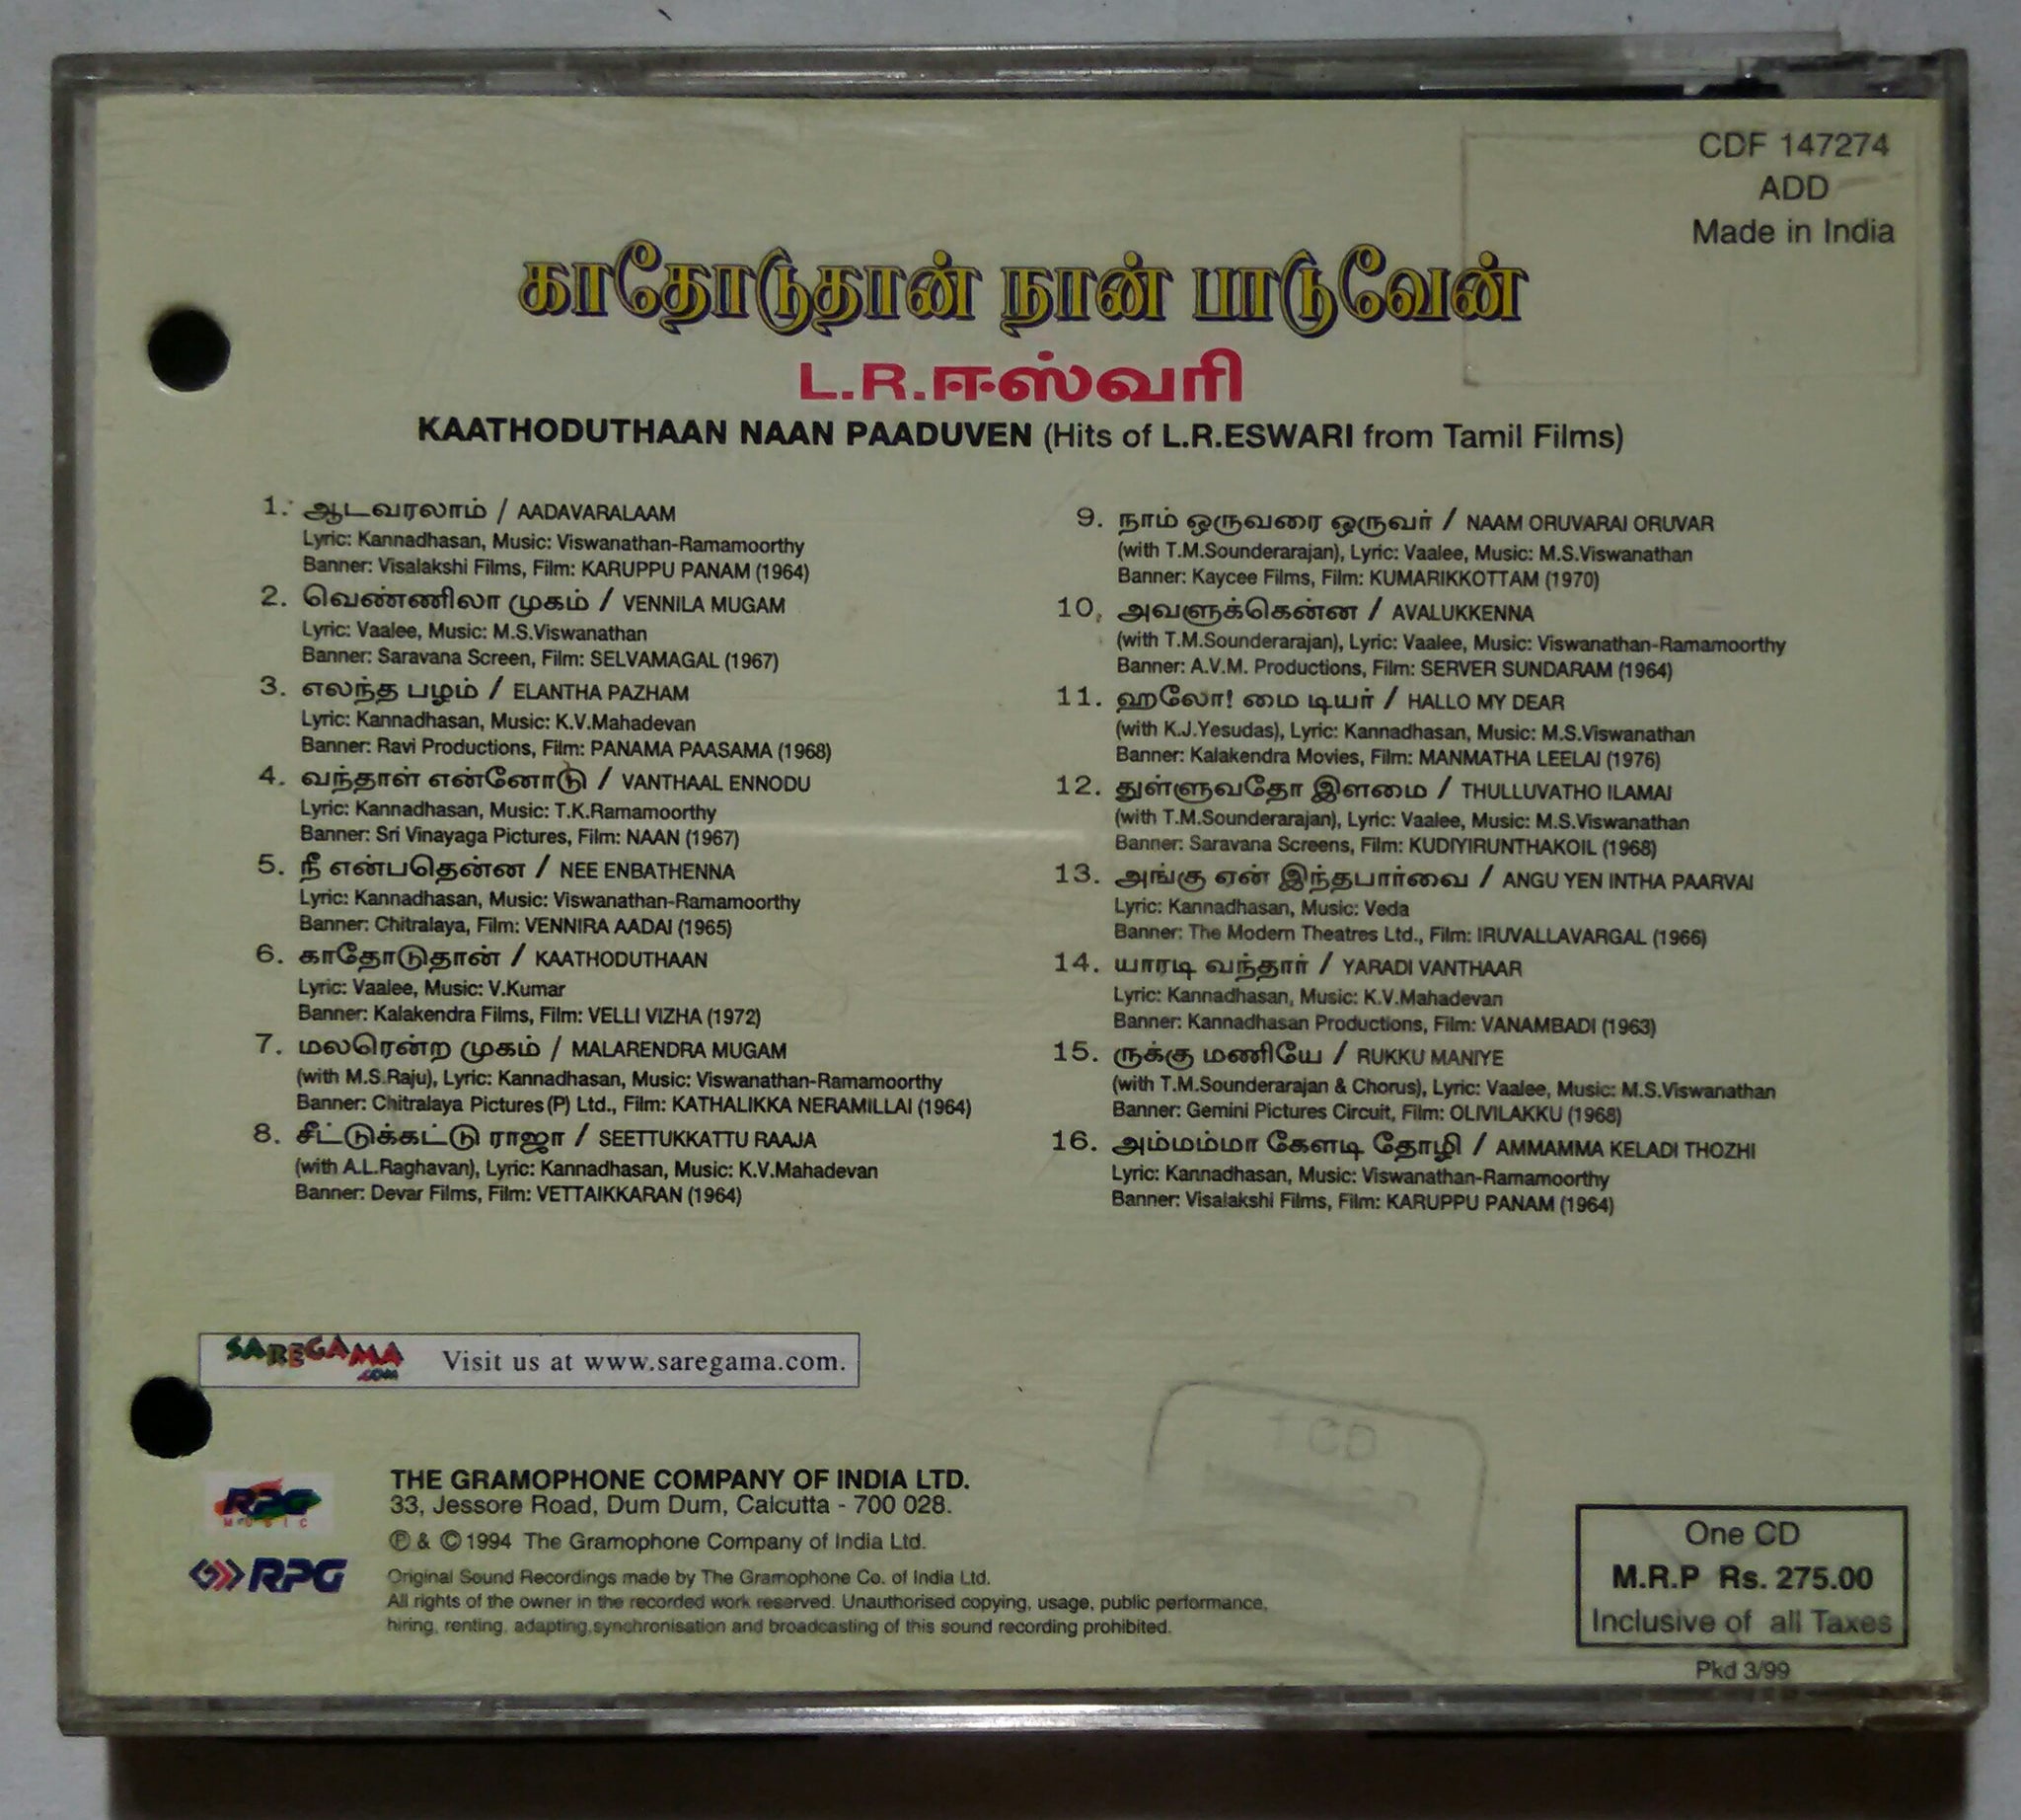 CDF 147274
ADD
Made in India
காதோடுதான் நான் பாடுவேன்
L.R.ஈஸ்வரி
KAATHODUTHAAN NAAN PAADUVEN (Hits of L.R.ESWARI from Tamil Films)
1. ஆடவரலாம் / AADAVARALAAM
Lyric: Kannadhasan, Music: Viswanathan-Ramamoorthy
Banner: Visalakshi Films, Film: KARUPPU PANAM (1964)
2. வெண்ணிலா முகம் / VENNILA MUGAM
Lyric: Vaalee, Music: M.S.Viswanathan
Banner: Saravana Screen, Film: SELVAMAGAL (1967)
3. எலந்த பழம் / ELANTHA PAZHAM
Lyric: Kannadhasan, Music: K.V.Mahadevan
Banner: Ravi Productions, Film: PANAMA PAASAMA (1968)
4. வந்தாள் என்னோடு / VANTHAAL ENNODU
Lyric: Kannadhasan, Music: T.K.Ramamoorthy
Banner: Sri Vinayaga Pictures, Film: NAAN (1967)
5. நீ என்பதென்ன / NEE ENBATHENNA
Lyric: Kannadhasan, Music: Viswanathan-Ramamoorthy
Banner: Chitralaya, Film: VENNIRA AADAI (1965)
6. காதோடுதான் / KAATHODUTHAAN
Lyric: Vaalee, Music: V.Kumar
Banner: Kalakendra Films, Film: VELLI VIZHA (1972)
7. மலரென்ற முகம் / MALARENDRA MUGAM
(with M.S.Raju), Lyric: Kannadhasan, Music: Viswanathan-Ramamoorthy
Banner: Chitralaya Pictures (P) Ltd., Film: KATHALIKKA NERAMILLAI (1964)
8. சீட்டுக்கட்டு ராஜா / SEETTUKKATTU RAAJA
(with A.L.Raghavan), Lyric: Kannadhasan, Music: K.V.Mahadevan
Banner: Devar Films, Film: VETTAIKKARAN (1964)
9. நாம் ஒருவரை ஒருவர் / NAAM ORUVARAI ORUVAR
(with T.M.Sounderarajan), Lyric: Vaalee, Music: M.S.Viswanathan
Banner: Kaycee Films, Film: KUMARIKKOTTAM (1970)
10. அவளுக்கென்ன / AVALUKKENNA
(with T.M.Sounderarajan), Lyric: Vaalee, Music: Viswanathan-Ramamoorthy
Banner: A.V.M. Productions, Film: SERVER SUNDARAM (1964)
11. ஹலோ! மை டியர் / HALLO MY DEAR
(with K.J.Yesudas), Lyric: Kannadhasan, Music: M.S.Viswanathan
Banner: Kalakendra Movies, Film: MANMATHA LEELAI (1976)
12. துள்ளுவதோ இளமை / THULLUVATHO ILAMAI
(with T.M.Sounderarajan), Lyric: Vaalee, Music: M.S.Viswanathan
Banner: Saravana Screens, Film: KUDIYIRUNTHAKOIL (1968)
13. அங்கு ஏன் இந்தபார்வை / ANGU YEN INTHA PAARVAI
Lyric: Kannadhasan, Music: Veda
Banner: The Modern Theatres Ltd., Film: IRUVALLAVARGAL (1966)
14. யாரடி வந்தார் / YARADI VANTHAAR
Lyric: Kannadhasan, Music: K.V.Mahadevan
Banner: Kannadhasan Productions, Film: VANAMBADI (1963)
15. ருக்கு மணியே / RUKKU MANIYE
(with T.M.Sounderarajan & Chorus), Lyric: Vaalee, Music: M.S.Viswanathan
Banner: Gemini Pictures Circuit, Film: OLIVILAKKU (1968)
16. அம்மம்மா கேளடி தோழி / AMMAMMA KELADI THOZHI
Lyric: Kannadhasan, Music: Viswanathan-Ramamoorthy
Banner: Visalakshi Films, Film: KARUPPU PANAM (1964)
SAREGAMA.COM Visit us at www.saregama.com.
RPG MUSIC
RPG
THE GRAMOPHONE COMPANY OF INDIA LTD.
33, Jessore Road, Dum Dum, Calcutta - 700 028.
Ⓟ & © 1994 The Gramophone Company of India Ltd.
Original Sound Recordings made by The Gramophone Co. of India Ltd.
All rights of the owner in the recorded work reserved. Unauthorised copying, usage, public performance,
hiring, renting, adapting,synchronisation and broadcasting of this sound recording prohibited.
1 CD
One CD
M.R.P Rs. 275.00
Inclusive of all Taxes
Pkd 3/99